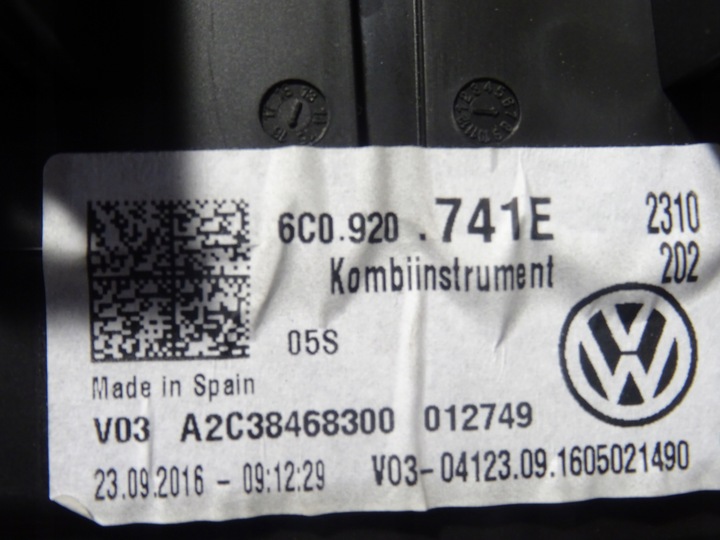 6C0.920 .741E 2310
Kombiinstrument 202
05S
Made in Spain
V03 A2C38468300 012749
23.09.2016 - 09:12:29 V03-04123.09.1605021490